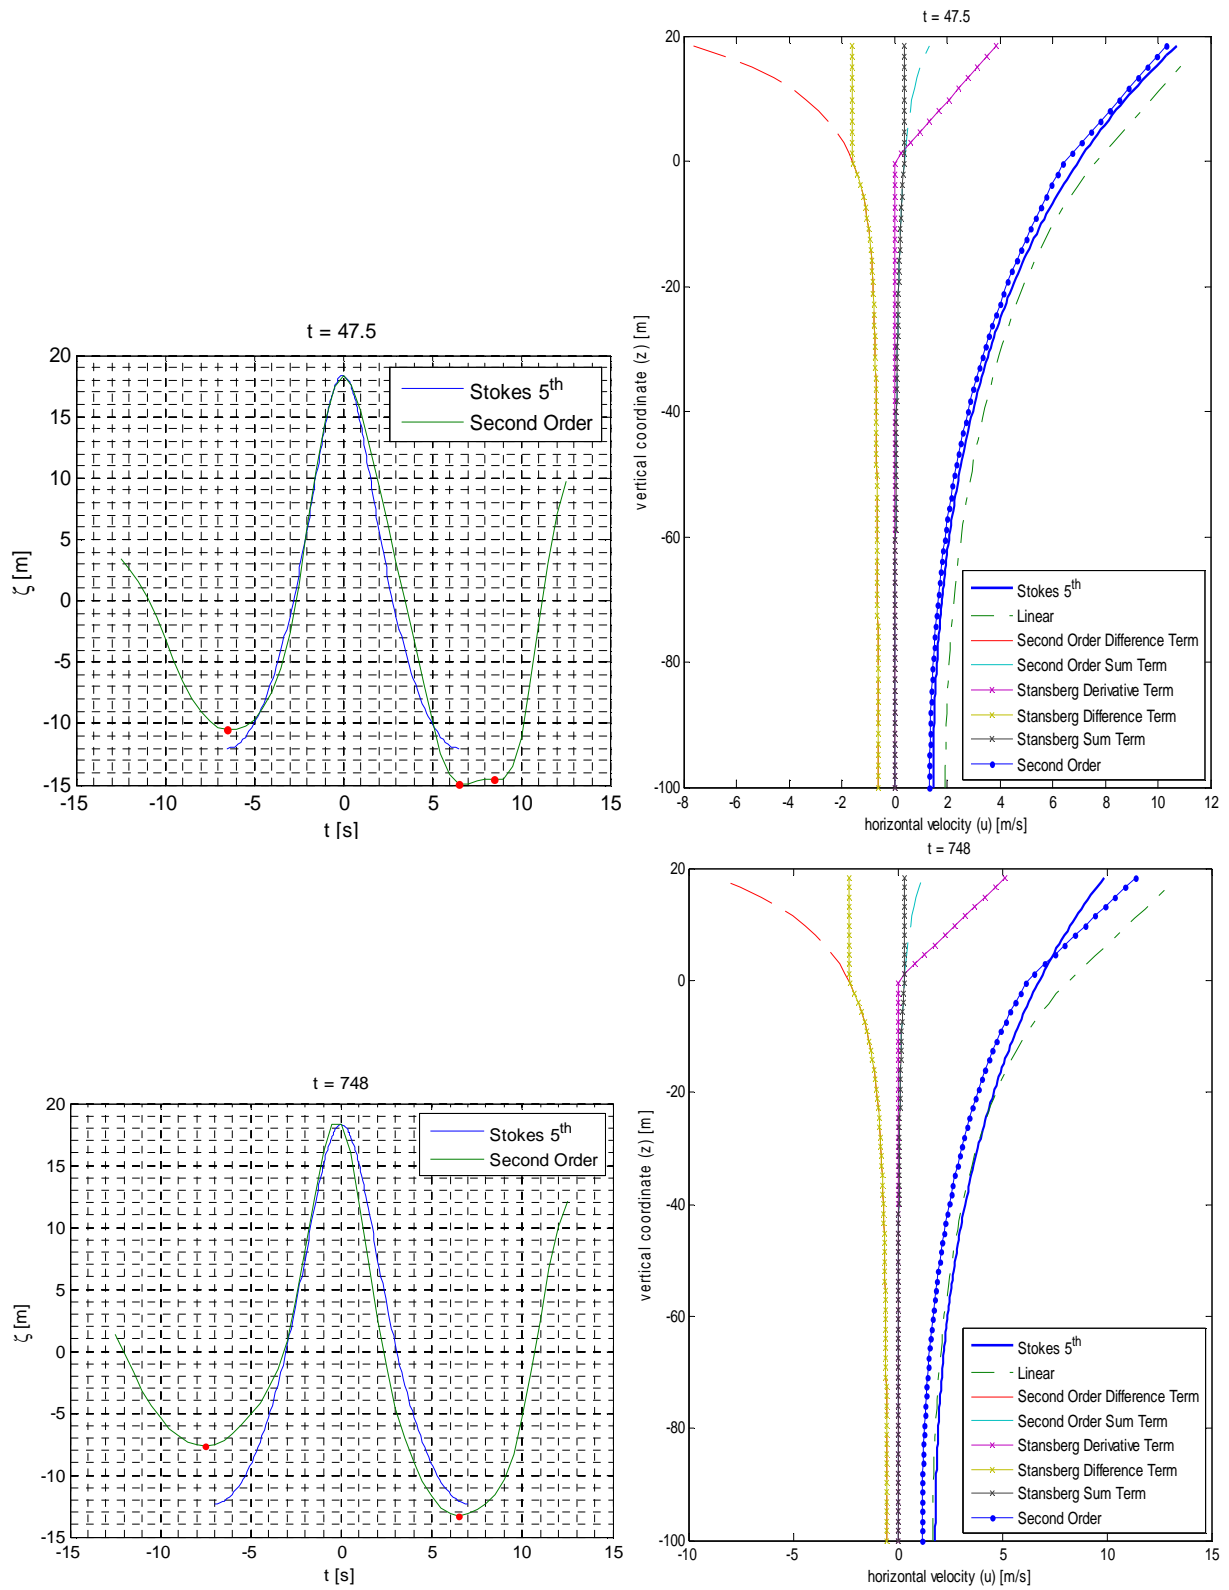 t = 47.5
20
15
10
5
0
-5
-10
-15
-15
-10
-5
0
5
10
15
ζ [m]
t [s]
Stokes 5th
Second Order
t = 47.5
20
0
-20
-40
-60
-80
-100
-8
-6
-4
-2
0
2
4
6
8
10
12
vertical coordinate (z) [m]
horizontal velocity (u) [m/s]
Stokes 5th
Linear
Second Order Difference Term
Second Order Sum Term
Stansberg Derivative Term
Stansberg Difference Term
Stansberg Sum Term
Second Order
t = 748
20
15
10
5
0
-5
-10
-15
-15
-10
-5
0
5
10
15
ζ [m]
t [s]
Stokes 5th
Second Order
t = 748
20
0
-20
-40
-60
-80
-100
-10
-5
0
5
10
15
vertical coordinate (z) [m]
horizontal velocity (u) [m/s]
Stokes 5th
Linear
Second Order Difference Term
Second Order Sum Term
Stansberg Derivative Term
Stansberg Difference Term
Stansberg Sum Term
Second Order